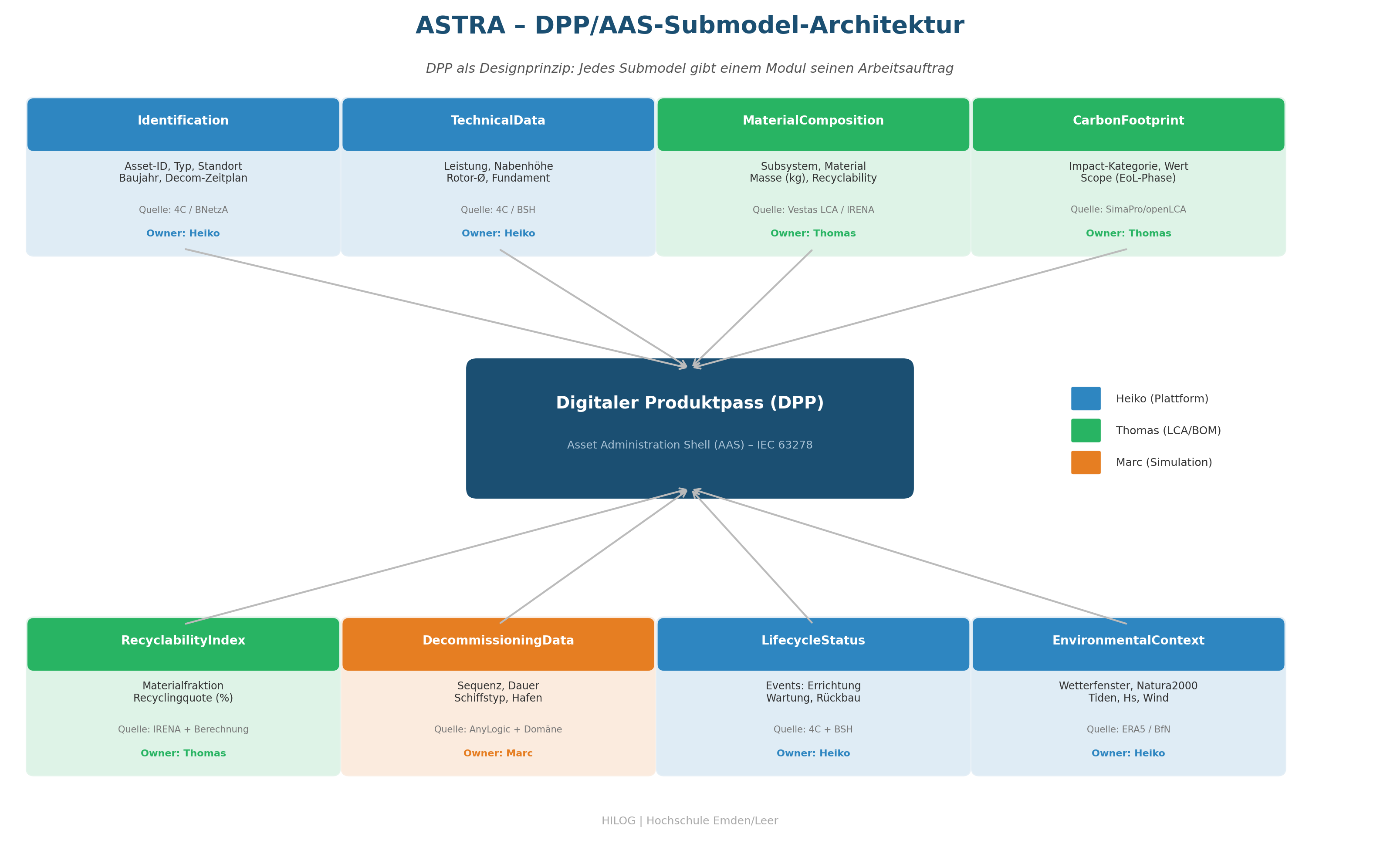 ASTRA – DPP/AAS-Submodel-Architektur
DPP als Designprinzip: Jedes Submodel gibt einem Modul seinen Arbeitsauftrag
Identification
Asset-ID, Typ, Standort
Baujahr, Decom-Zeitplan
Quelle: 4C / BNetzA
Owner: Heiko
TechnicalData
Leistung, Nabenhöhe
Rotor-Ø, Fundament
Quelle: 4C / BSH
Owner: Heiko
MaterialComposition
Subsystem, Material
Masse (kg), Recyclability
Quelle: Vestas LCA / IRENA
Owner: Thomas
CarbonFootprint
Impact-Kategorie, Wert
Scope (EoL-Phase)
Quelle: SimaPro/openLCA
Owner: Thomas
Digitaler Produktpass (DPP)
Asset Administration Shell (AAS) – IEC 63278
Heiko (Plattform)
Thomas (LCA/BOM)
Marc (Simulation)
RecyclabilityIndex
Materialfraktion
Recyclingquote (%)
Quelle: IRENA + Berechnung
Owner: Thomas
DecommissioningData
Sequenz, Dauer
Schiffstyp, Hafen
Quelle: AnyLogic + Domäne
Owner: Marc
LifecycleStatus
Events: Errichtung
Wartung, Rückbau
Quelle: 4C + BSH
Owner: Heiko
EnvironmentalContext
Wetterfenster, Natura2000
Tiden, Hs, Wind
Quelle: ERA5 / BfN
Owner: Heiko
HILOG | Hochschule Emden/Leer